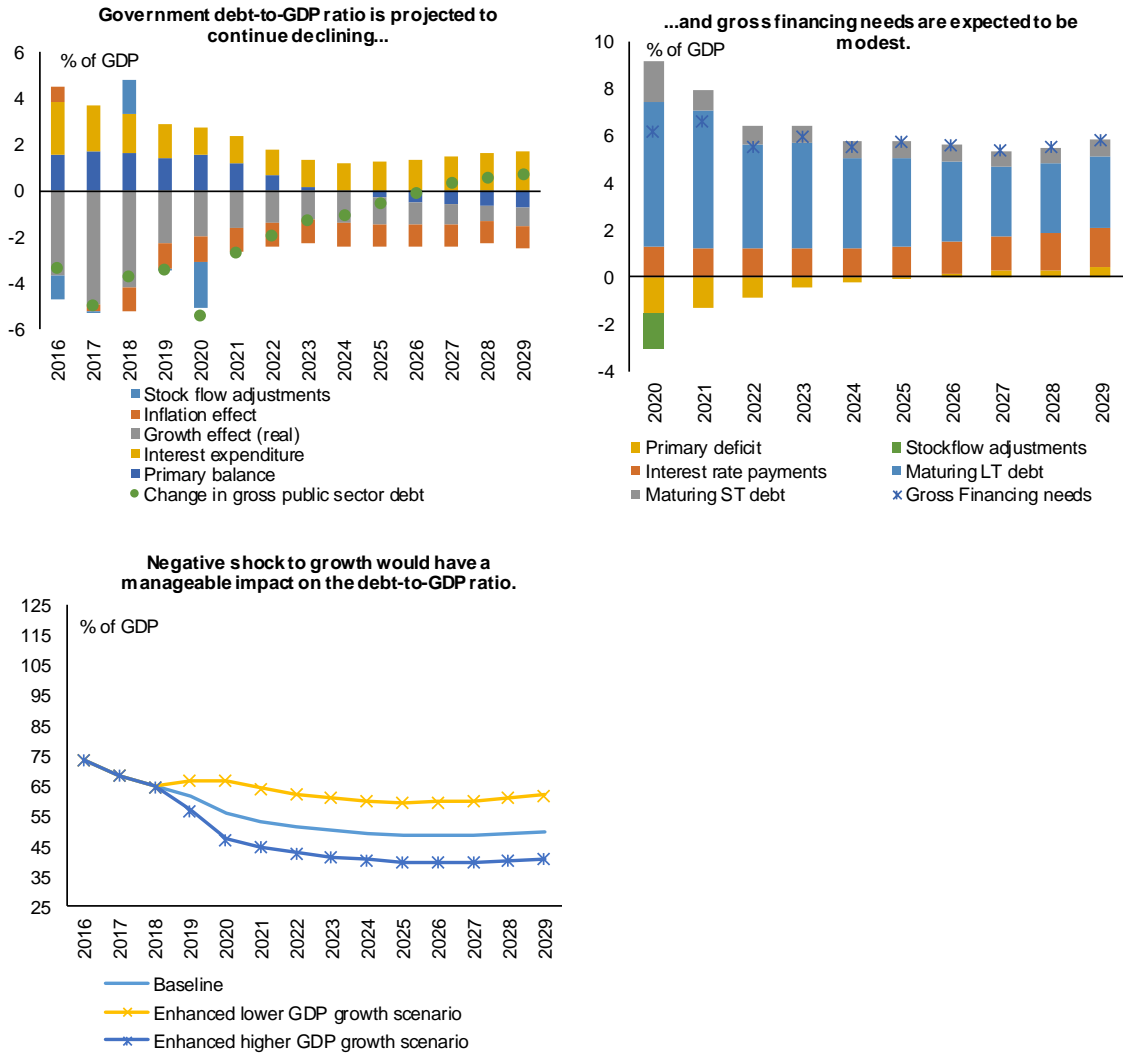 Government debt-to-GDP ratio is projected to
continue declining...
% of GDP
6
4
2
0
-2
-4
-6
2016
2017
2018
2019
2020
2021
2022
2023
2024
2025
2026
2027
2028
2029
Stock flow adjustments
Inflation effect
Growth effect (real)
Interest expenditure
Primary balance
Change in gross public sector debt
...and gross financing needs are expected to be
modest.
% of GDP
10
8
6
4
2
0
-2
-4
2020
2021
2022
2023
2024
2025
2026
2027
2028
2029
Primary deficit
Stockflow adjustments
Interest rate payments
Maturing LT debt
Maturing ST debt
Gross Financing needs
Negative shock to growth would have a
manageable impact on the debt-to-GDP ratio.
% of GDP
125
115
105
95
85
75
65
55
45
35
25
2016
2017
2018
2019
2020
2021
2022
2023
2024
2025
2026
2027
2028
2029
Baseline
Enhanced lower GDP growth scenario
Enhanced higher GDP growth scenario